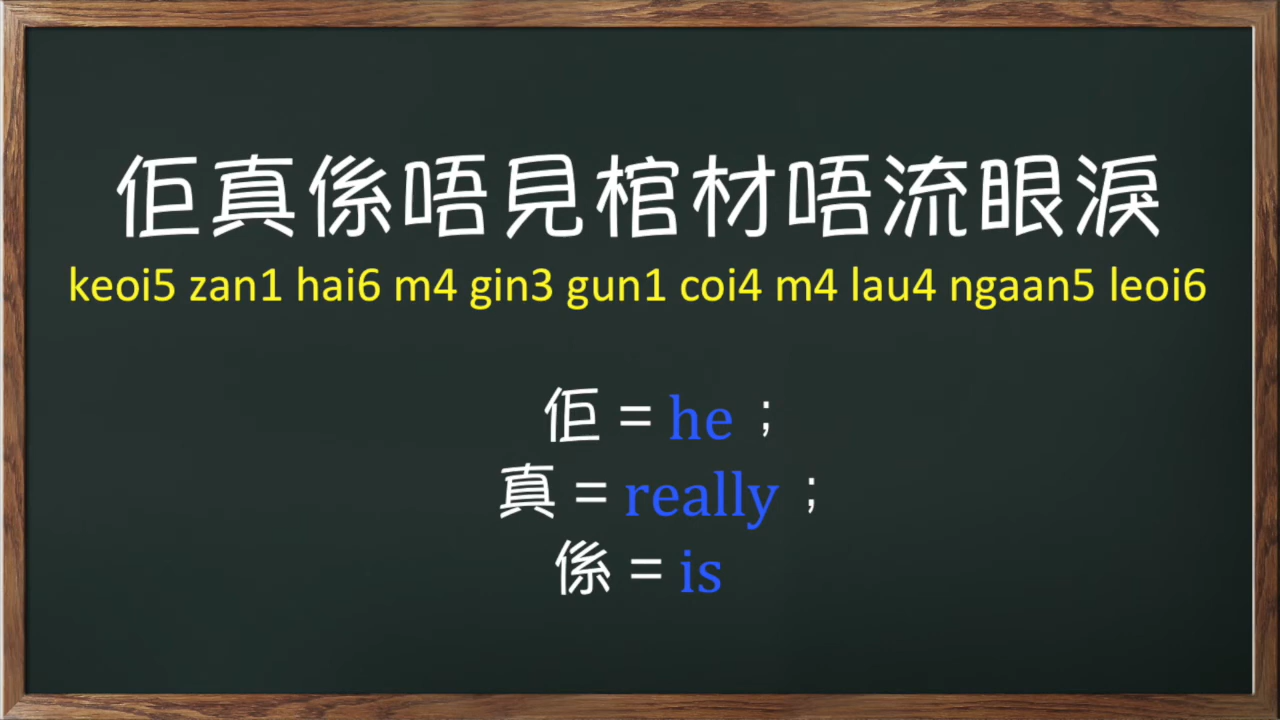 佢真係唔見棺材唔流眼淚
keoi5 zan1 hai6 m4 gin3 gun1 coi4 m4 lau4 ngaan5 leoi6
佢 = he ;
真 = really ;
係 = is